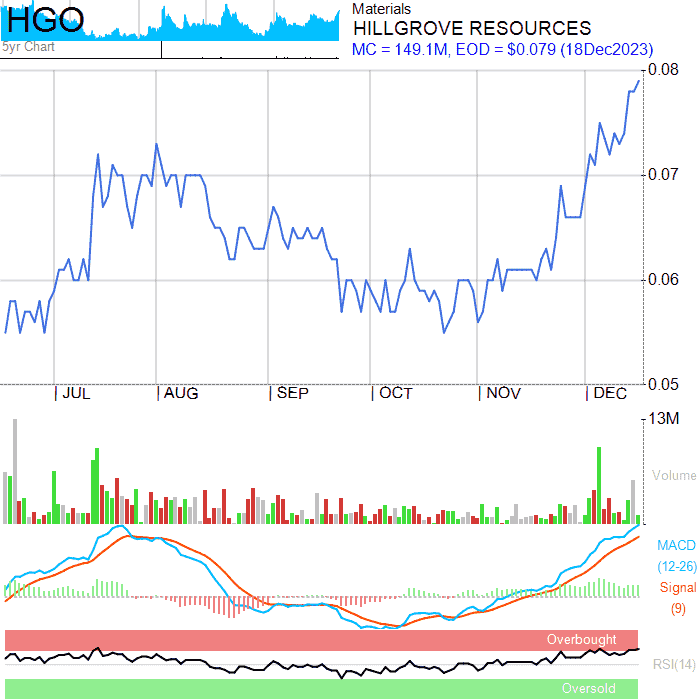 HGO
Materials
HILLGROVE RESOURCES
5yr Chart
MC = 149.1M, EOD = $0.079 (18Dec2023)
0.08
0.07
0.06
0.05
JUL AUG SEP OCT NOV DEC
13M
Volume
MACD
(12-26)
Signal
(9)
Overbought
RSI(14)
Oversold